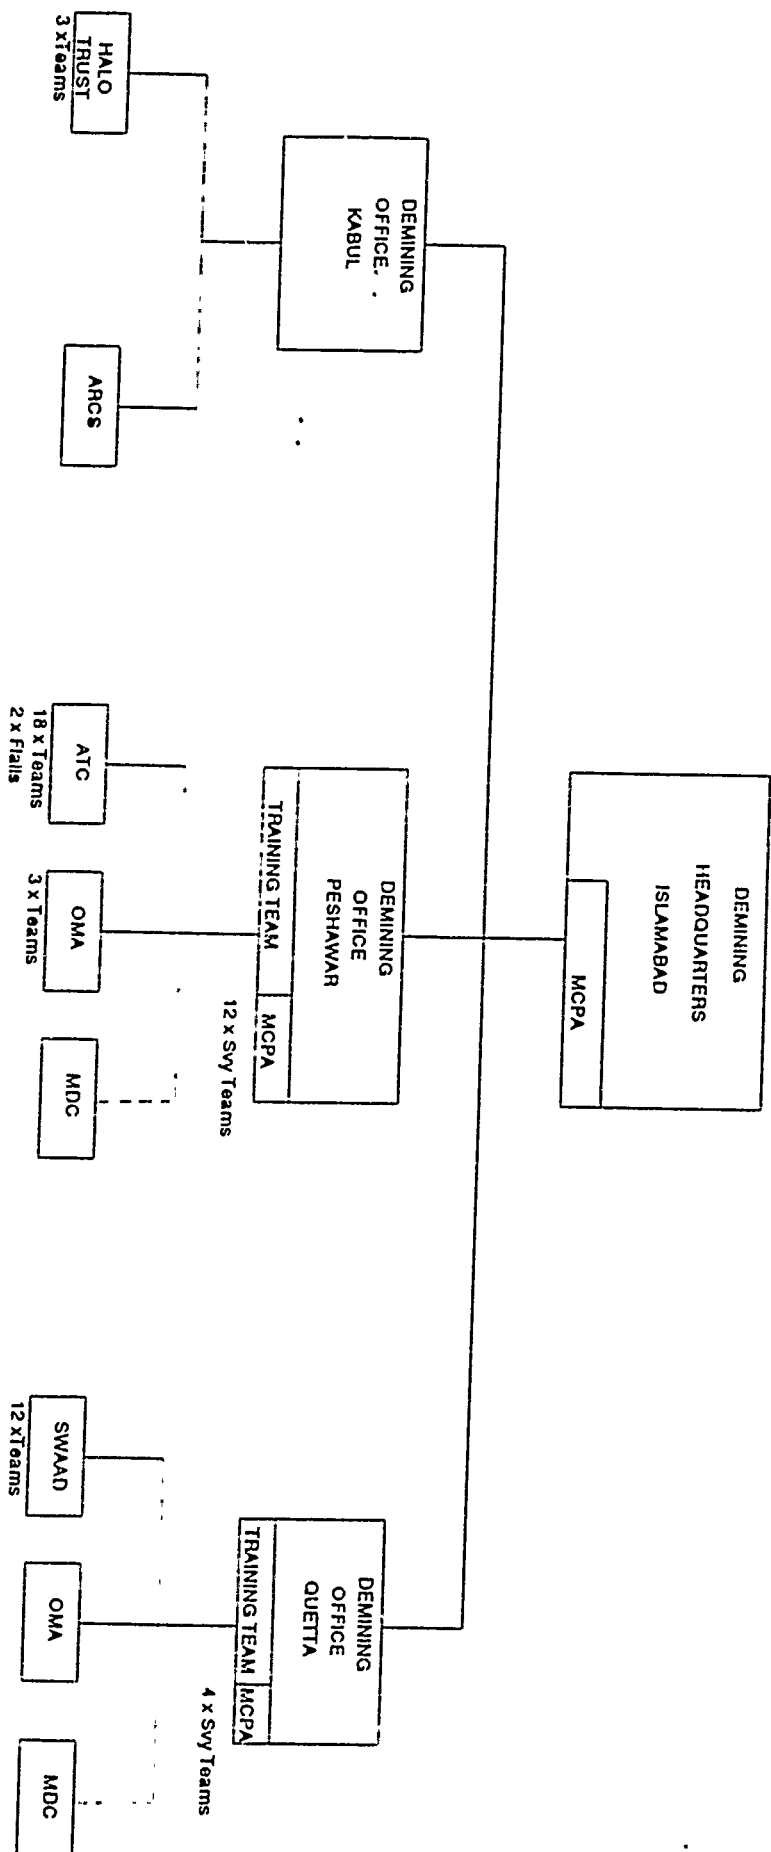 DEMINING
HEADQUARTERS
ISLAMABAD
MCPA
DEMINING
OFFICE
KABUL
DEMINING
OFFICE
PESHAWAR
TRAINING TEAM
MCPA
12 x Svy Teams
DEMINING
OFFICE
QUETTA
TRAINING TEAM
MCPA
4 x Svy Teams
HALO
TRUST
3 xTeams
ARCS
ATC
18 x Teams
2 x Flails
OMA
3 x Teams
MDC
SWAAD
12 xTeams
OMA
MDC